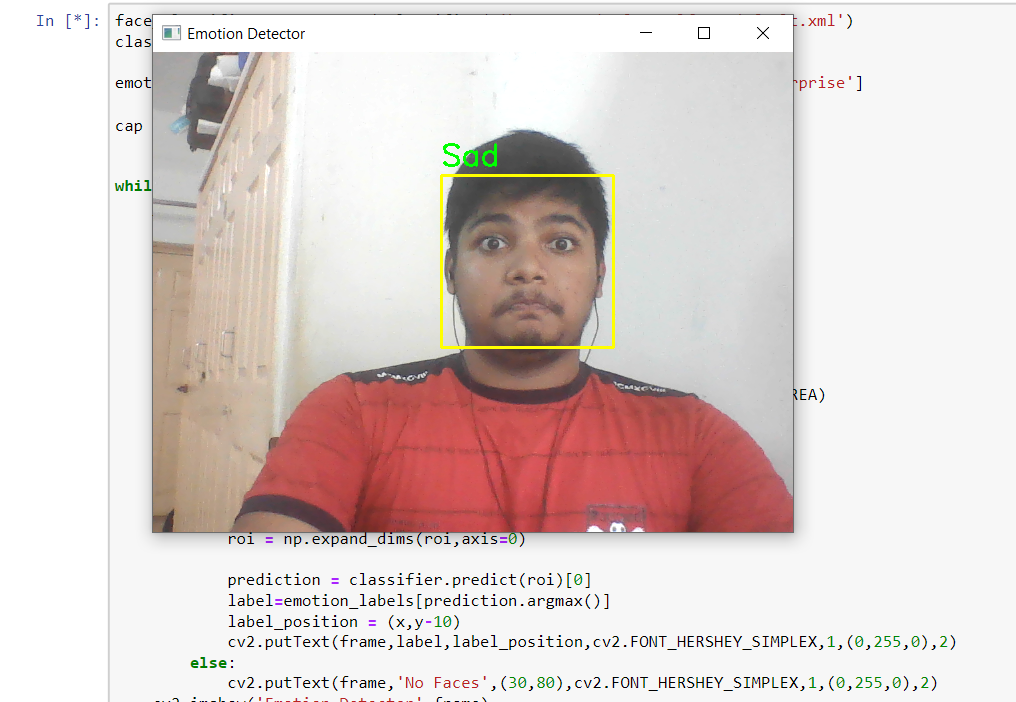 In [*]: face t.xml')
clas
Emotion Detector
emot rprise']
cap
whil
Sad
REA)
roi = np.expand_dims(roi,axis=0)
prediction = classifier.predict(roi)[0]
label=emotion_labels[prediction.argmax()]
label_position = (x,y-10)
cv2.putText(frame,label,label_position,cv2.FONT_HERSHEY_SIMPLEX,1,(0,255,0),2)
else:
cv2.putText(frame,'No Faces',(30,80),cv2.FONT_HERSHEY_SIMPLEX,1,(0,255,0),2)